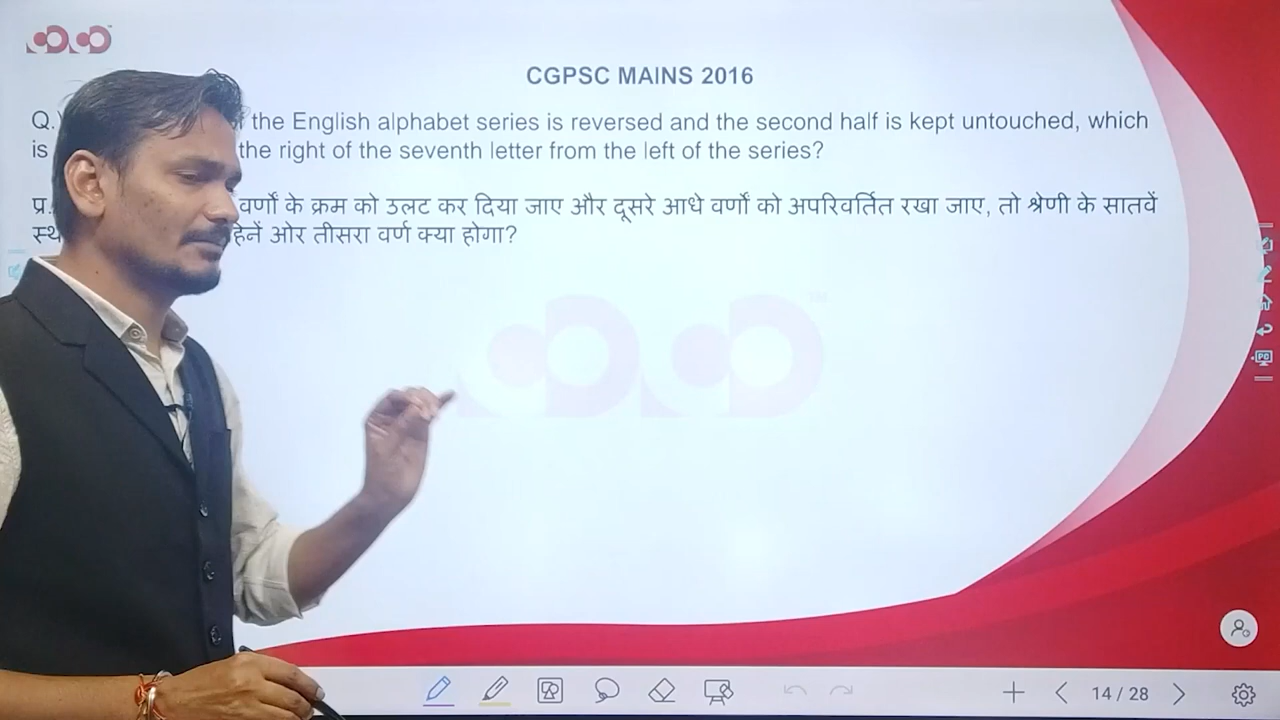 CGPSC MAINS 2016
Q. the English alphabet series is reversed and the second half is kept untouched, which
is the right of the seventh letter from the left of the series?
प्र. वर्णों के क्रम को उलट कर दिया जाए और दूसरे आधे वर्णों को अपरिवर्तित रखा जाए, तो श्रेणी के सातवें
ओर तीसरा वर्ण क्या होगा?
PC
14 / 28